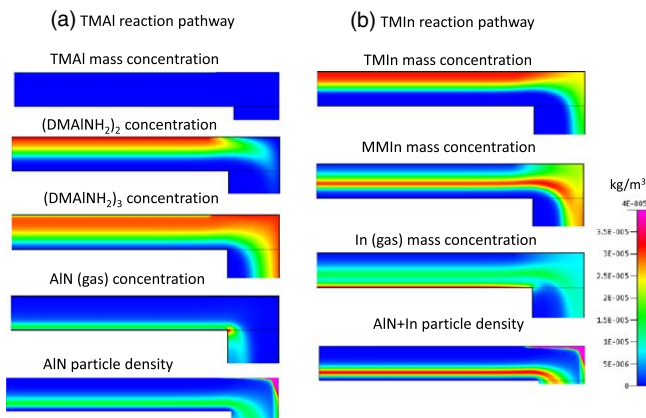 (a) TMAl reaction pathway
TMAl mass concentration
(DMAlNH2)2 concentration
(DMAlNH2)3 concentration
AlN (gas) concentration
AlN particle density
(b) TMIn reaction pathway
TMIn mass concentration
MMIn mass concentration
In (gas) mass concentration
AlN+In particle density
kg/m³
4E-005
3.5E-005
3E-005
2.5E-005
2E-005
1.5E-005
1E-005
5E-006
0